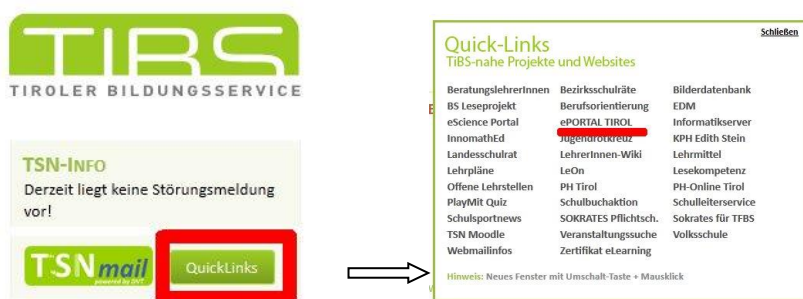 TIBS
TIROLER BILDUNGSSERVICE
TSN-INFO
Derzeit liegt keine Störungsmeldung
vor!
TSNmail
powered by DVT
QuickLinks
Schließen
Quick-Links
TiBS-nahe Projekte und Websites
BeratungslehrerInnen Bezirksschulräte Bilderdatenbank
BS Leseprojekt Berufsorientierung EDM
eScience Portal ePORTAL TIROL Informatikserver
InnomathEd Jugendrotkreuz KPH Edith Stein
Landesschulrat LehrerInnen-Wiki Lehrmittel
Lehrpläne LeOn Lesekompetenz
Offene Lehrstellen PH Tirol PH-Online Tirol
PlayMit Quiz Schulbuchaktion Schulleiterservice
Schulsportnews SOKRATES Pflichtsch. Sokrates für TFBS
TSN Moodle Veranstaltungssuche Volksschule
Webmailinfos Zertifikat eLearning
Hinweis: Neues Fenster mit Umschalt-Taste + Mausklick